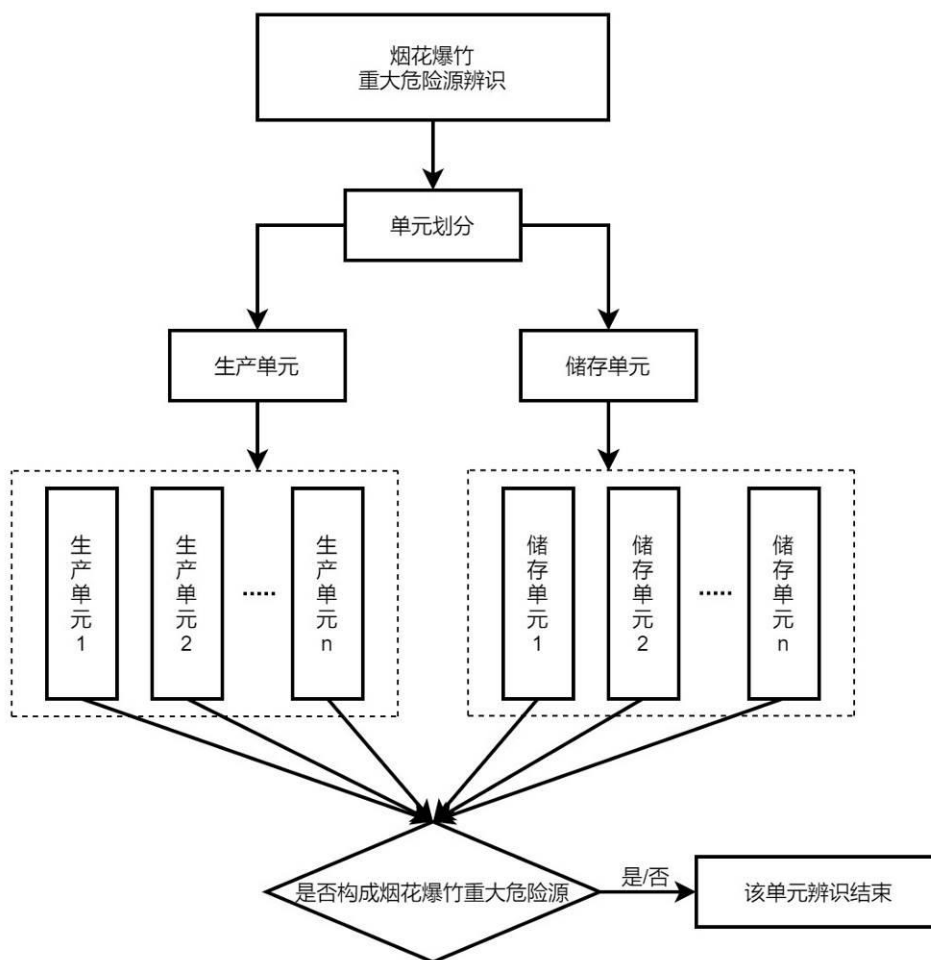 烟花爆竹
重大危险源辨识
单元划分
生产单元
储存单元
生产单元1
生产单元2
......
生产单元n
储存单元1
储存单元2
......
储存单元n
是否构成烟花爆竹重大危险源
是/否
该单元辨识结束